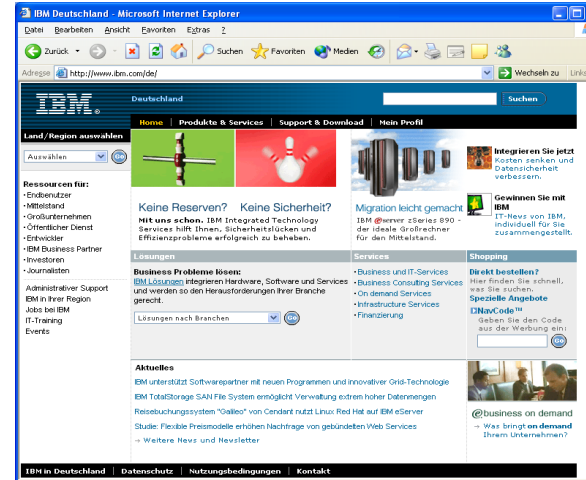 IBM Deutschland - Microsoft Internet Explorer
Datei Bearbeiten Ansicht Favoriten Extras ?
Zurück Suchen Favoriten Medien
Adresse http://www.ibm.com/de/ Wechseln zu Links
IBM® Deutschland Suchen
Home | Produkte & Services | Support & Download | Mein Profil
Land/Region auswählen
Auswählen Go
Ressourcen für:
• Endbenutzer
• Mittelstand
• Großunternehmen
• Öffentlicher Dienst
• Entwickler
• IBM Business Partner
• Investoren
• Journalisten
Administrativer Support
IBM in Ihrer Region
Jobs bei IBM
IT-Training
Events
Keine Reserven? Keine Sicherheit?
Mit uns schon. IBM Integrated Technology
Services hilft Ihnen, Sicherheitslücken und
Effizienzprobleme erfolgreich zu beheben.
Migration leicht gemacht
IBM @server zSeries 890 -
der ideale Großrechner
für den Mittelstand.
Integrieren Sie jetzt
Kosten senken und
Datensicherheit
verbessern.
Gewinnen Sie mit
IBM
IT-News von IBM,
individuell für Sie
zusammengestellt.
Lösungen
Business Probleme lösen:
IBM Lösungen integrieren Hardware, Software und Services
und werden so den Herausforderungen Ihrer Branche
gerecht.
Lösungen nach Branchen Go
Services
• Business und IT-Services
• Business Consulting Services
• On demand Services
• Infrastructure Services
• Finanzierung
Shopping
Direkt bestellen?
Hier finden Sie schnell,
was Sie suchen.
Spezielle Angebote
NavCode™
Geben Sie den Code
aus der Werbung ein:
Go
Aktuelles
IBM unterstützt Softwarepartner mit neuen Programmen und innovativer Grid-Technologie
IBM TotalStorage SAN File System ermöglicht Verwaltung extrem hoher Datenmengen
Reisebuchungssystem "Galileo" von Cendant nutzt Linux Red Hat auf IBM eServer
Studie: Flexible Preismodelle erhöhen Nachfrage von gebündelten Web Services
→ Weitere News und Newsletter
@business on demand
→ Was bringt on demand
Ihrem Unternehmen?
IBM in Deutschland | Datenschutz | Nutzungsbedingungen | Kontakt